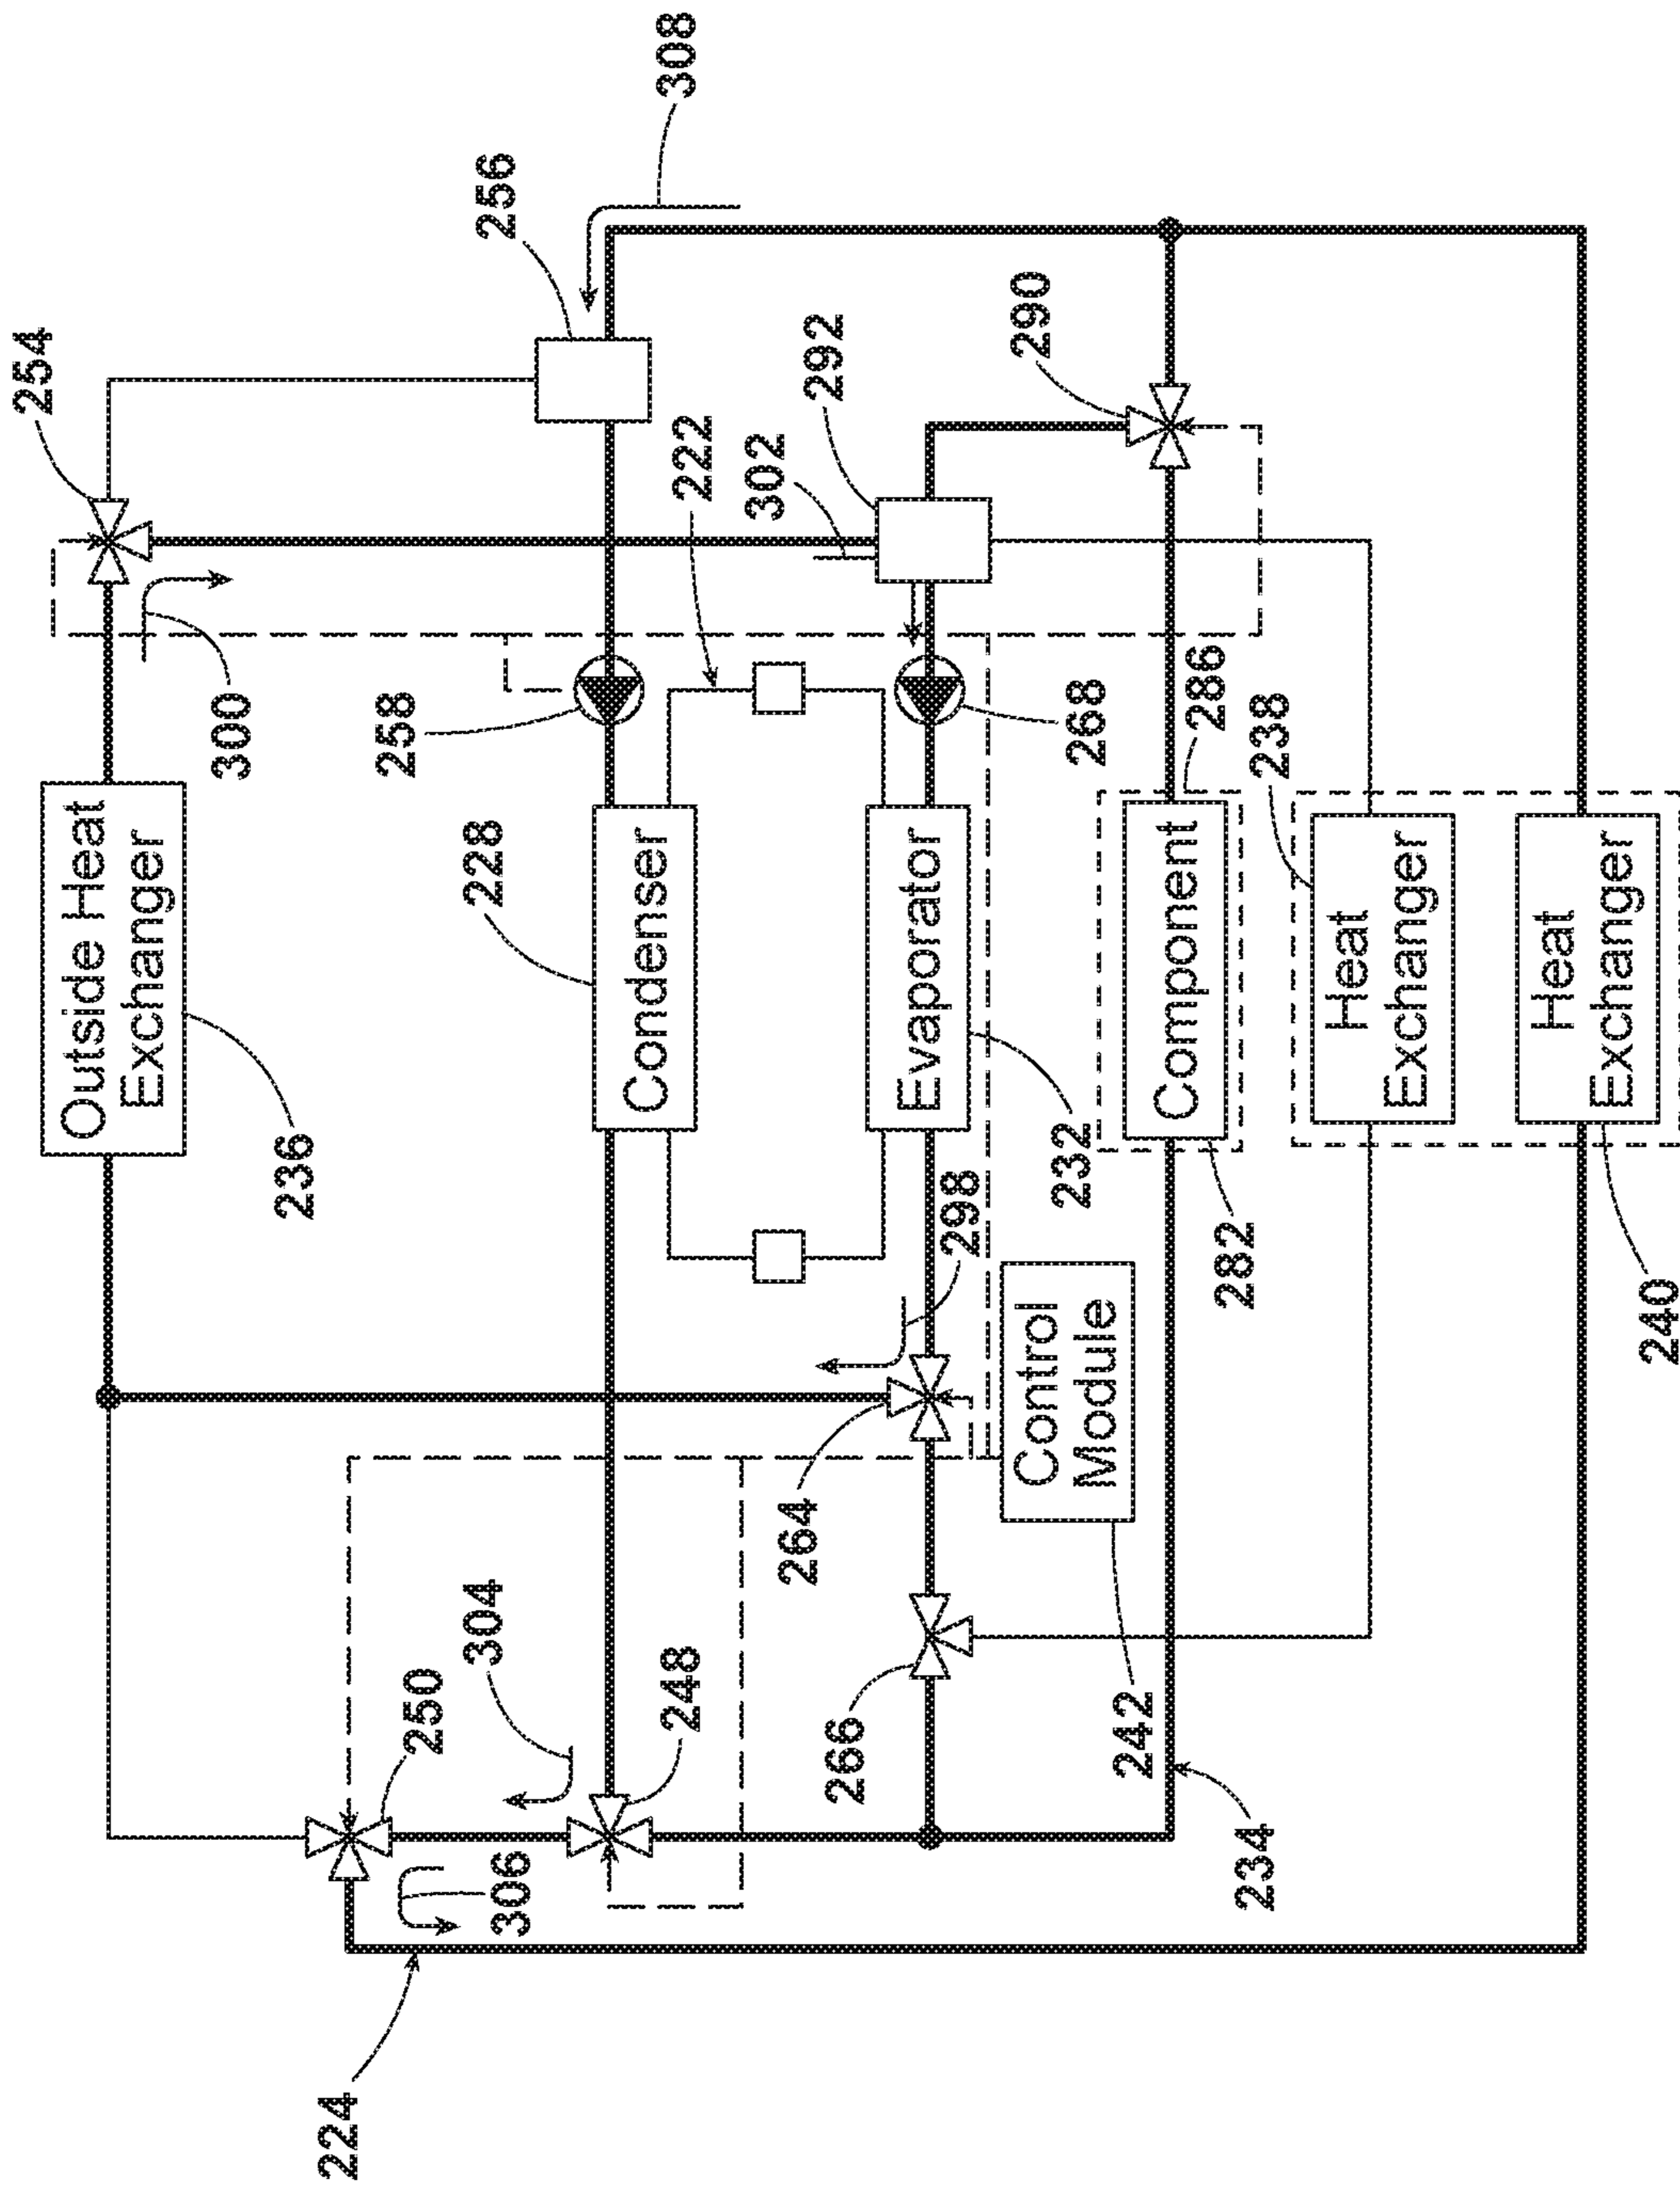 254
256
308
300
258
222
302
292
290
Outside Heat
Exchanger
236
228
Condenser
Evaporator
232
268
286
238
Component
282
Heat
Exchanger
Heat
Exchanger
240
298
264
Control
Module
242
304
250
248
266
306
234
224